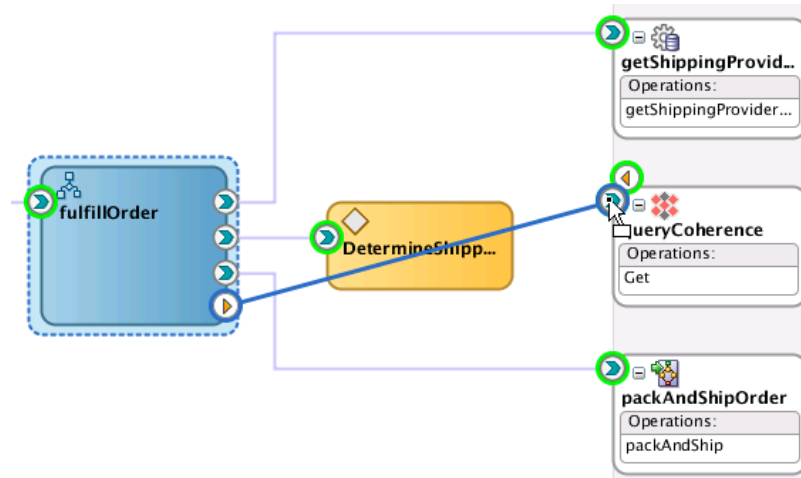 getShippingProvid...
Operations:
getShippingProvider...
fulfillOrder
DetermineShipp...
ueryCoherence
Operations:
Get
packAndShipOrder
Operations:
packAndShip